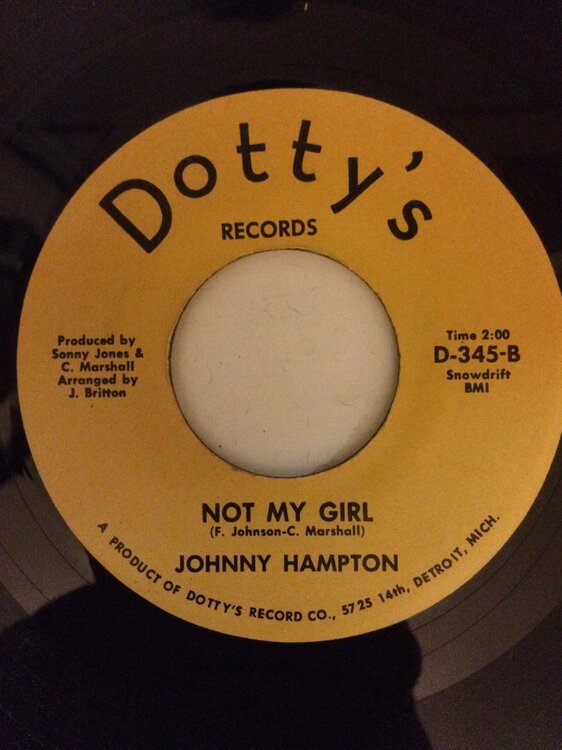 Dotty's
RECORDS
Produced by
Sonny Jones &
C. Marshall
Arranged by
J. Britton
Time 2:00
D-345-B
Snowdrift
BMI
NOT MY GIRL
(F. Johnson-C. Marshall)
JOHNNY HAMPTON
A PRODUCT OF DOTTY'S RECORD CO., 5725 14th, DETROIT, MICH.